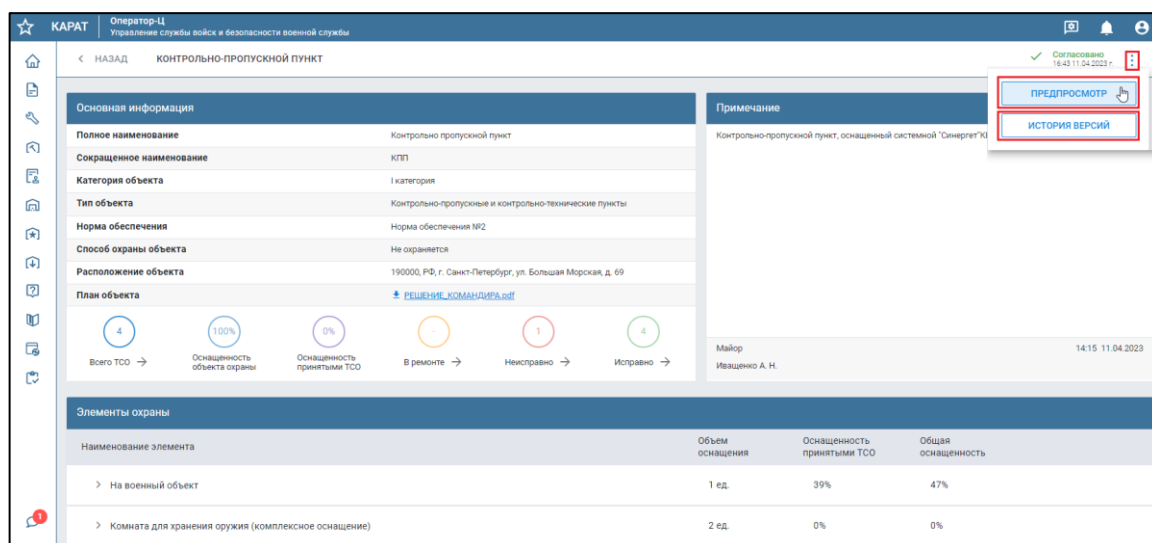 КАРАТ
Оператор-Ц
Управление службы войск и безопасности военной службы
НАЗАД КОНТРОЛЬНО-ПРОПУСКНОЙ ПУНКТ
Согласовано
16:43 11.04.2023 г.
ПРЕДПРОСМОТР
ИСТОРИЯ ВЕРСИЙ
Основная информация
Полное наименование Контрольно пропускной пункт
Сокращенное наименование КПП
Категория объекта I категория
Тип объекта Контрольно-пропускные и контрольно-технические пункты
Норма обеспечения Норма обеспечения №2
Способ охраны объекта Не охраняется
Расположение объекта 190000, РФ, г. Санкт-Петербург, ул. Большая Морская, д. 69
План объекта РЕШЕНИЕ_КОМАНДИРА.pdf
4 100% 0% - 1 4
Всего ТСО Оснащенность объекта охраны Оснащенность принятыми ТСО В ремонте Неисправно Исправно
Примечание
Контрольно-пропускной пункт, оснащенный системной "Синергет"КП
Майор 14:15 11.04.2023
Иващенко А. Н.
Элементы охраны
Наименование элемента Объем оснащения Оснащенность принятыми ТСО Общая оснащенность
На военный объект 1 ед. 39% 47%
Комната для хранения оружия (комплексное оснащение) 2 ед. 0% 0%
1